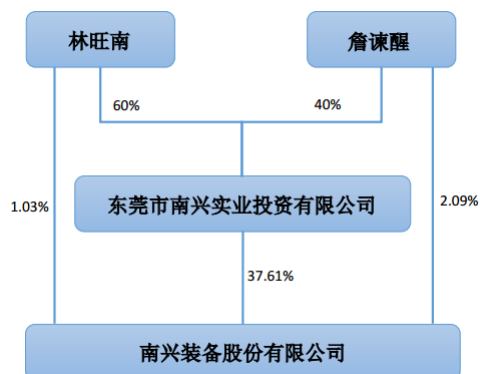 林旺南
詹谏醒
60%
40%
东莞市南兴实业投资有限公司
1.03%
2.09%
37.61%
南兴装备股份有限公司